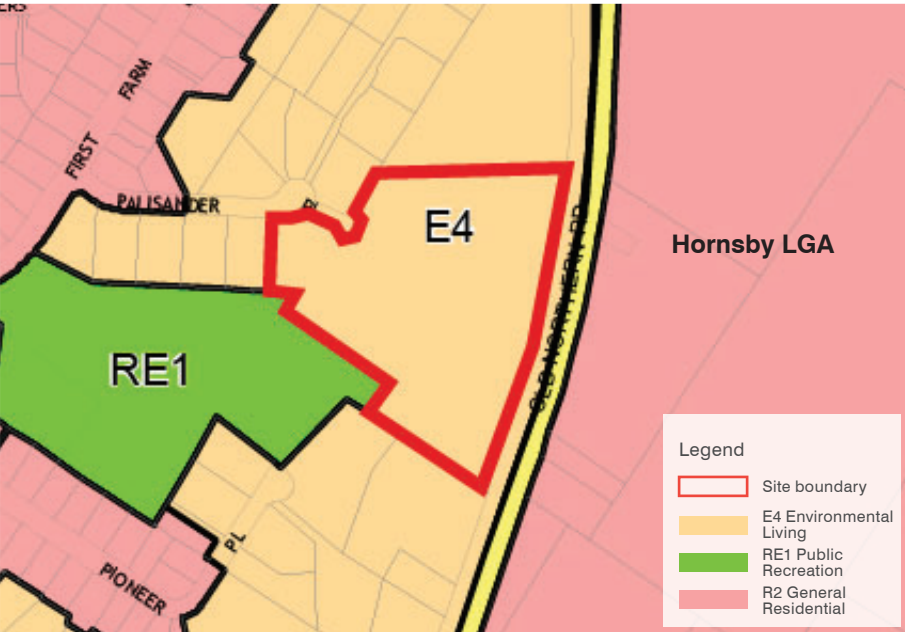 ERS
FIRST FARM
PALISANDER
P
E4
OLD NORTHERN RD
Hornsby LGA
RE1
PL
PIONEER
Legend
Site boundary
E4 Environmental
Living
RE1 Public
Recreation
R2 General
Residential